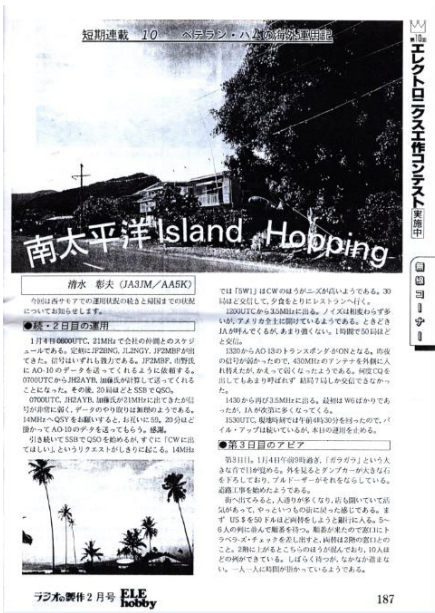 短期連載 10 ベテラン・ハムの海外運用記
第10回
エレクトロニクス工作コンテスト
実施中
無線コーナー
南太平洋 Island Hopping
清水 彰夫(JA3JM/AA5K)
今回は西サモアの運用状況の続きと帰国までの状況
についてお知らせします。
●続・2日目の運用
1月4日0600UTC,21MHzで会社の仲間とのスケジ
ュールである。定刻にJF2BNG,JL2NGY,JF2MBFが出
てきた。信号はいずれも強力である。JF2MBF,市野氏
にAO-10のデータを送ってくれるように依頼する。
0700UTCからJH2AYB,加藤氏が計算して送ってくれる
ことになった。その後,20局ほどとSSBでQSO。
0700UTC,JH2AYB,加藤氏が21MHzに出てきたが信
号が非常に弱く,データのやり取りは無理のようである。
14MHzへQSYをお願いすると,お互いに59。20分ほど
掛かってAO-10のデータを送ってもらう。感謝。
引き続いてSSBでQSOを始めるが,すぐに「CWに出
てほしい」というリクエストがしきりに起こる。14MHz
では「5W1」はCWのほうがニーズが高いようである。30
局ほど交信して,夕食をとりにレストランへ行く。
1200UTCから3.5MHzに出る。ノイズは相変わらず多
いが,アメリカ全土に開けているようである。ときどき
JAが呼んでくるが,あまり強くない。1時間で50局ほど
と交信。
1320からAO-13のトランスポンダがONとなる。昨夜
の信号が弱かったので,430MHzのアンテナを外側に入
れ替えたが,かえって弱くなったようである。何度CQを
出してもあまり呼ばれず 結局7局しか交信できなかっ
た。
1430から再び3.5MHzに出る。最初はW6ばかりであ
ったが,JAが次第に多くなってくる。
1530UTC,現地時刻では午前4時30分を回ったので,パ
イル・アップは続いているが,本日の運用を止める。
●第3日目のアピア
第3日目。1月4日午前9時過ぎ,「ガラガラ」という大
きな音で目が覚める。外を見るとダンプカーが大きな石
を下ろしており,ブルドーザーがそれをならしている。
道路工事を始めたようである。
街へ出てみると,人通りが多くなり,店も開いていて活
気があって,やっといつもの街に戻った感じである。ま
ず US$を50ドルほど両替をしようと銀行に入る。5〜
6人の列に並んで順番を待つ。順番が来たので窓口にト
ラベラーズ・チェックを差し出すと,両替は2階の窓口とのこ
と。2階に上がるとこちらのほうが混んでおり,10人ほ
どの列ができている。しばらく待つが,なかなか進まな
い。一人一人に時間が掛かっているようである。
ラジオの製作2月号 ELE hobby
187